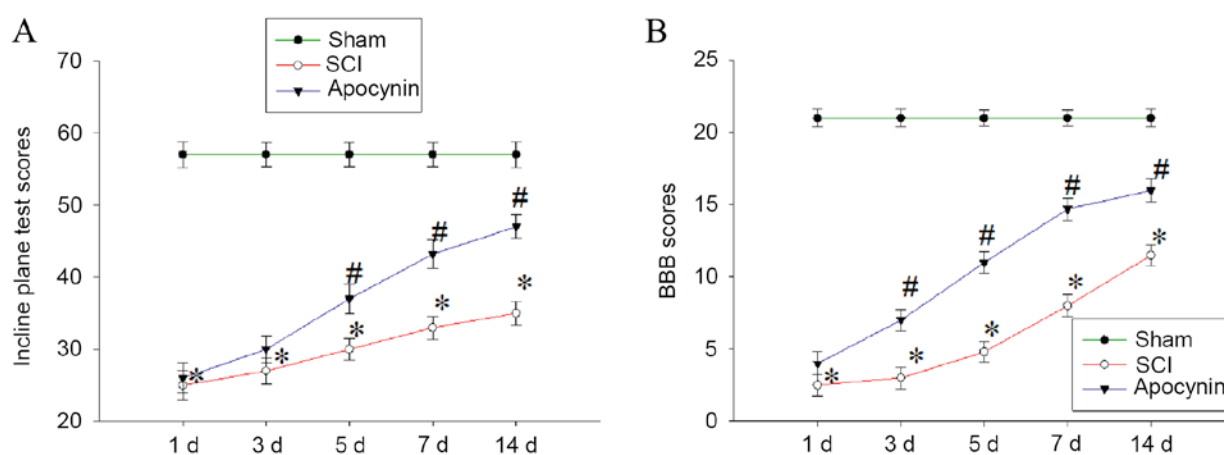 A
Sham
SCI
Apocynin
Incline plane test scores
70
60
50
40
30
20
# # #
* * * * *
1 d 3 d 5 d 7 d 14 d
B
BBB scores
25
20
15
10
5
0
# # # #
* * * * *
Sham
SCI
Apocynin
1 d 3 d 5 d 7 d 14 d